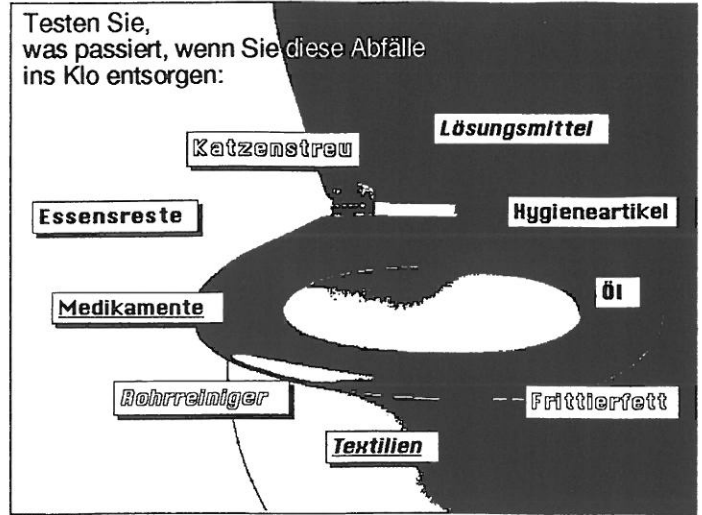 Testen Sie,
was passiert, wenn Sie diese Abfälle
ins Klo entsorgen:
Lösungsmittel
Katzenstreu
Essensreste
Hygieneartikel
Öl
Medikamente
Rohrreiniger
Frittierfett
Textilien